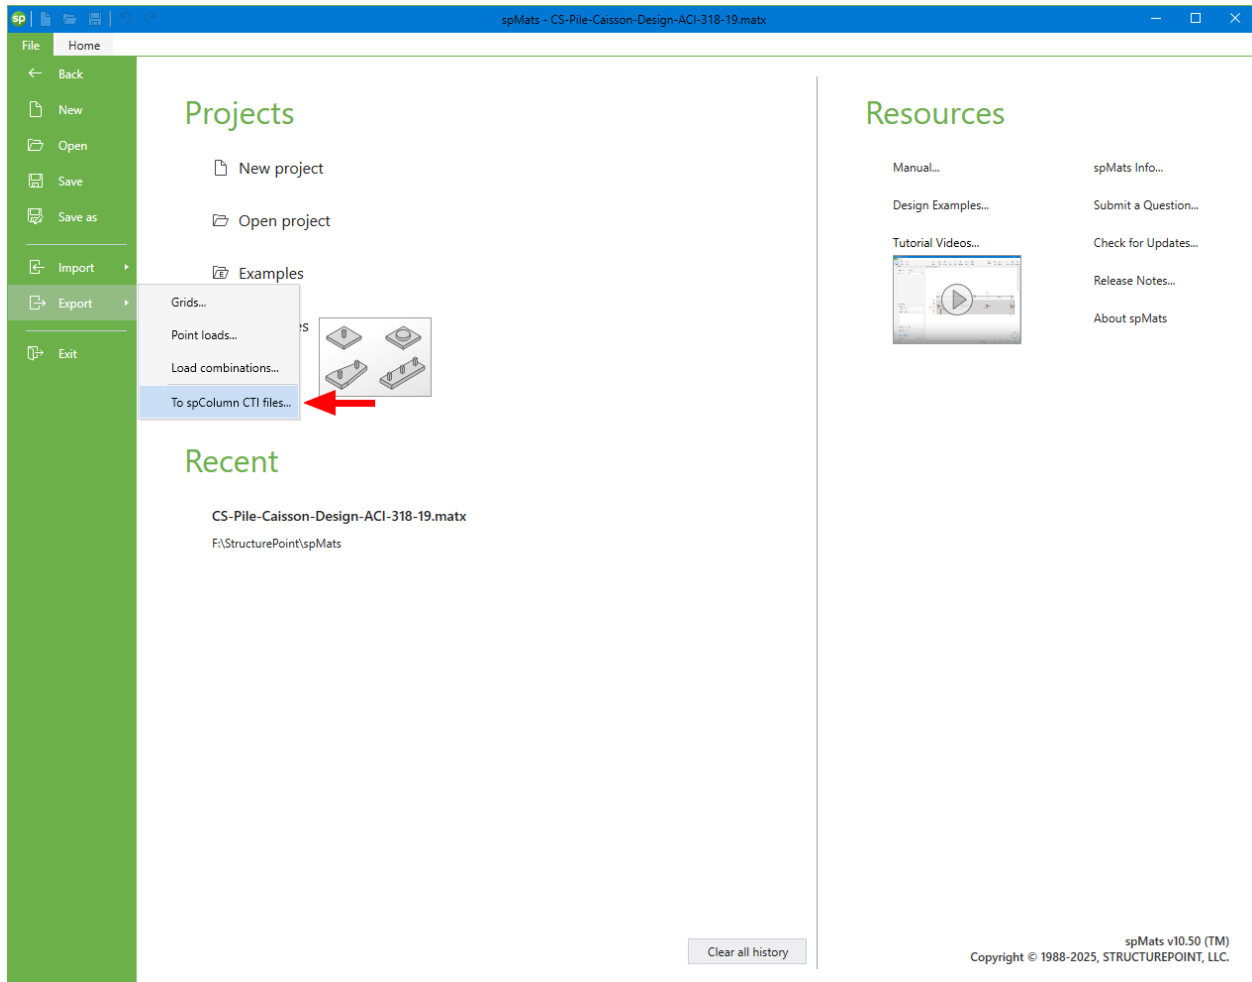 sp
spMats - CS-Pile-Caisson-Design-ACI-318-19.matx
File
Home
Back
New
Open
Save
Save as
Import
Export
Exit
Projects
New project
Open project
Examples
Grids...
Point loads...
Load combinations...
To spColumn CTI files...
es
Recent
CS-Pile-Caisson-Design-ACI-318-19.matx
F:\StructurePoint\spMats
Clear all history
Resources
Manual...
Design Examples...
Tutorial Videos...
spMats Info...
Submit a Question...
Check for Updates...
Release Notes...
About spMats
spMats v10.50 (TM)
Copyright © 1988-2025, STRUCTUREPOINT, LLC.